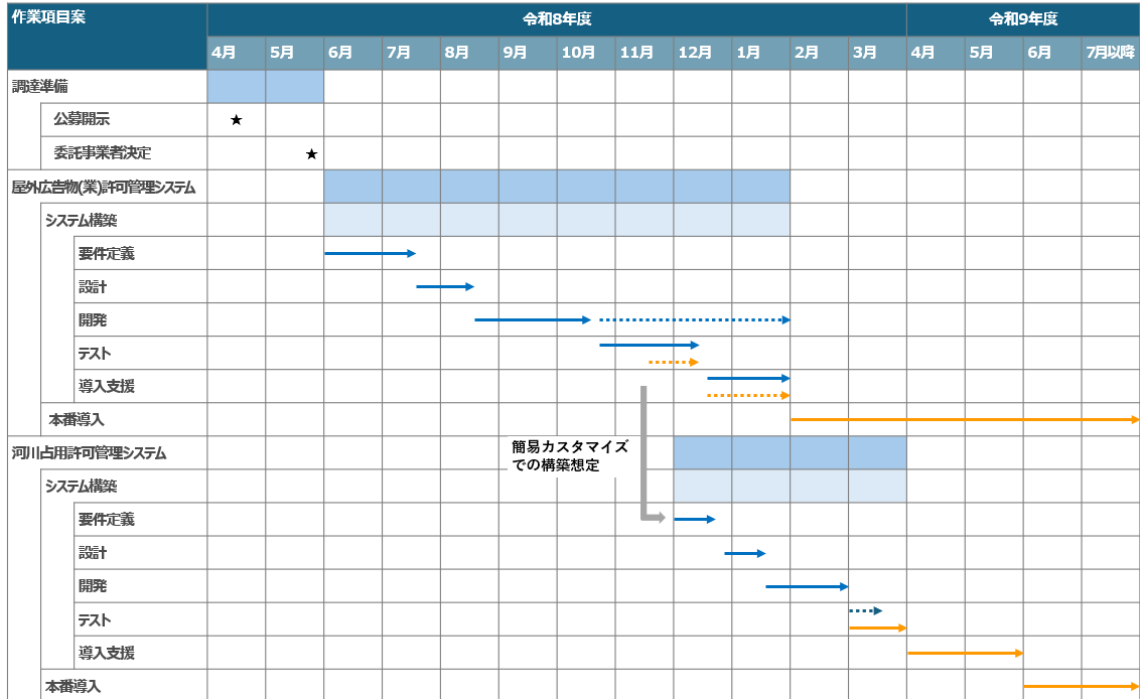 作業項目案
令和8年度
令和9年度
4月 5月 6月 7月 8月 9月 10月 11月 12月 1月 2月 3月 4月 5月 6月 7月以降
調達準備
公募開示
★
委託事業者決定
★
屋外広告物(業)許可管理システム
システム構築
要件定義
設計
開発
テスト
導入支援
本番導入
簡易カスタマイズ
での構築想定
河川占用許可管理システム
システム構築
要件定義
設計
開発
テスト
導入支援
本番導入